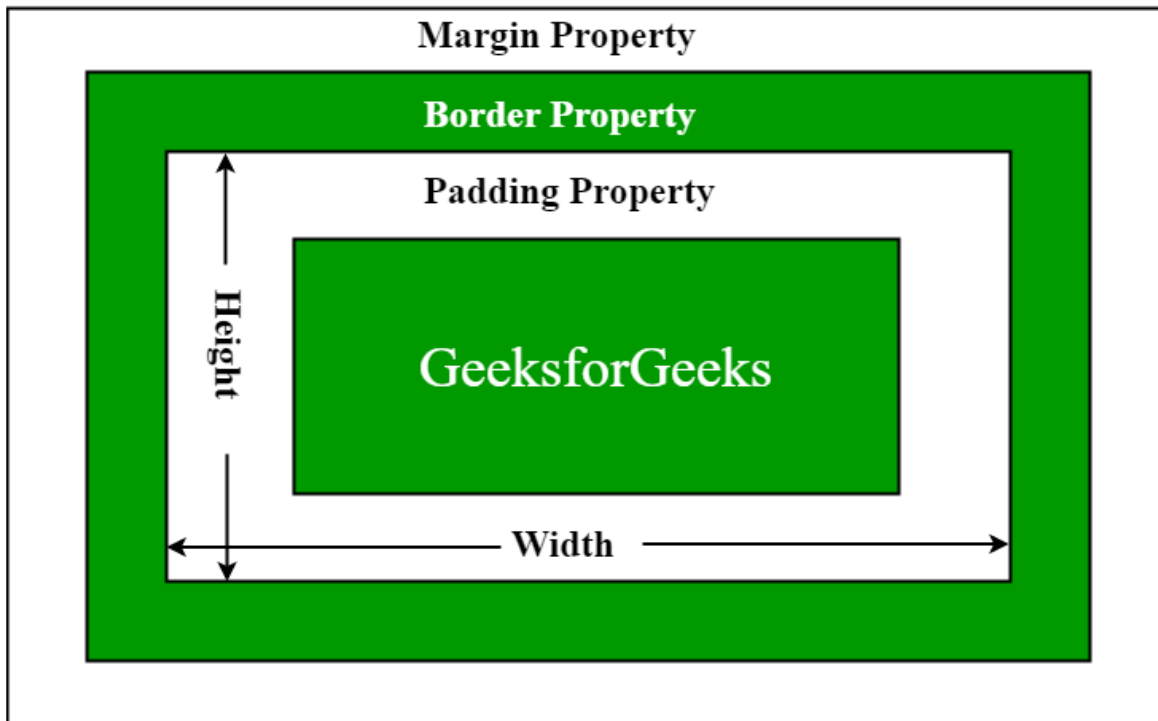 Margin Property
Border Property
Padding Property
Height
GeeksforGeeks
Width